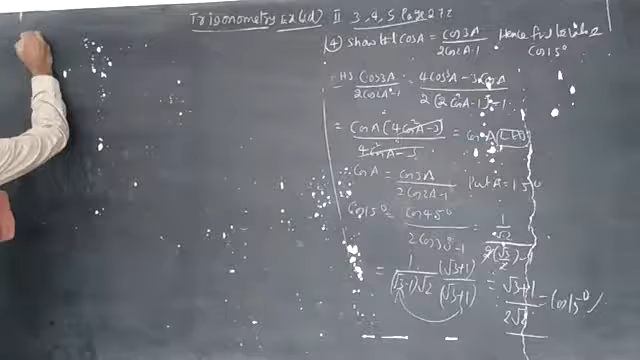 Trigonometry Ex 1(d) II 3, 4, 5 Page 272
(4) Show that CosA = Cos3A / 2Cos2A-1 Hence find the value
Cos15°
Cos3A / 2Cos2A-1 = 4Cos³A-3CosA / 2(2Cos²A-1)-1
= CosA(4Cos²A-3) / 4Cos²A-3 = CosA
CosA = Cos3A / 2Cos2A-1 Put A=15°
Cos15° = Cos45° / 2Cos30°-1 = 1/√2 / 2(√3/2)-1
= 1 / (√3-1)√2 (√3+1) / (√3+1) = √3+1 / 2√2 = Cos15°